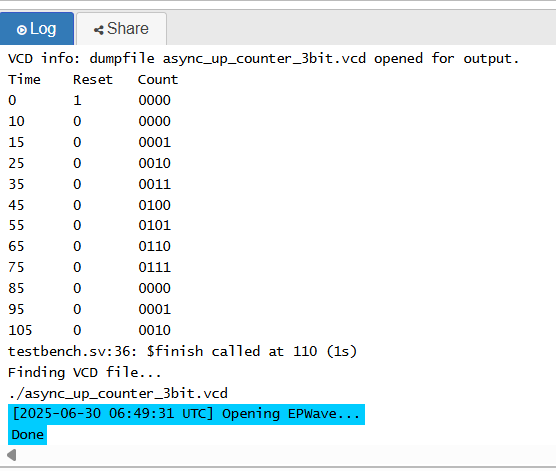 Log Share
VCD info: dumpfile async_up_counter_3bit.vcd opened for output.
Time Reset Count
0 1 0000
10 0 0000
15 0 0001
25 0 0010
35 0 0011
45 0 0100
55 0 0101
65 0 0110
75 0 0111
85 0 0000
95 0 0001
105 0 0010
testbench.sv:36: $finish called at 110 (1s)
Finding VCD file...
./async_up_counter_3bit.vcd
[2025-06-30 06:49:31 UTC] Opening EPWave...
Done